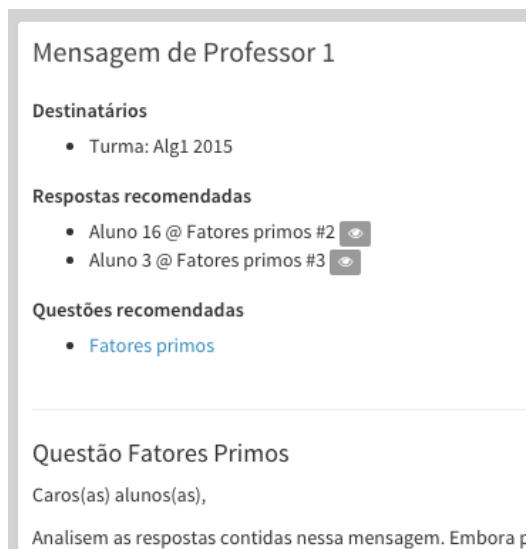 Mensagem de Professor 1
Destinatários
Turma: Alg1 2015
Respostas recomendadas
Aluno 16 @ Fatores primos #2
Aluno 3 @ Fatores primos #3
Questões recomendadas
Fatores primos
Questão Fatores Primos
Caros(as) alunos(as),
Analisem as respostas contidas nessa mensagem. Embora